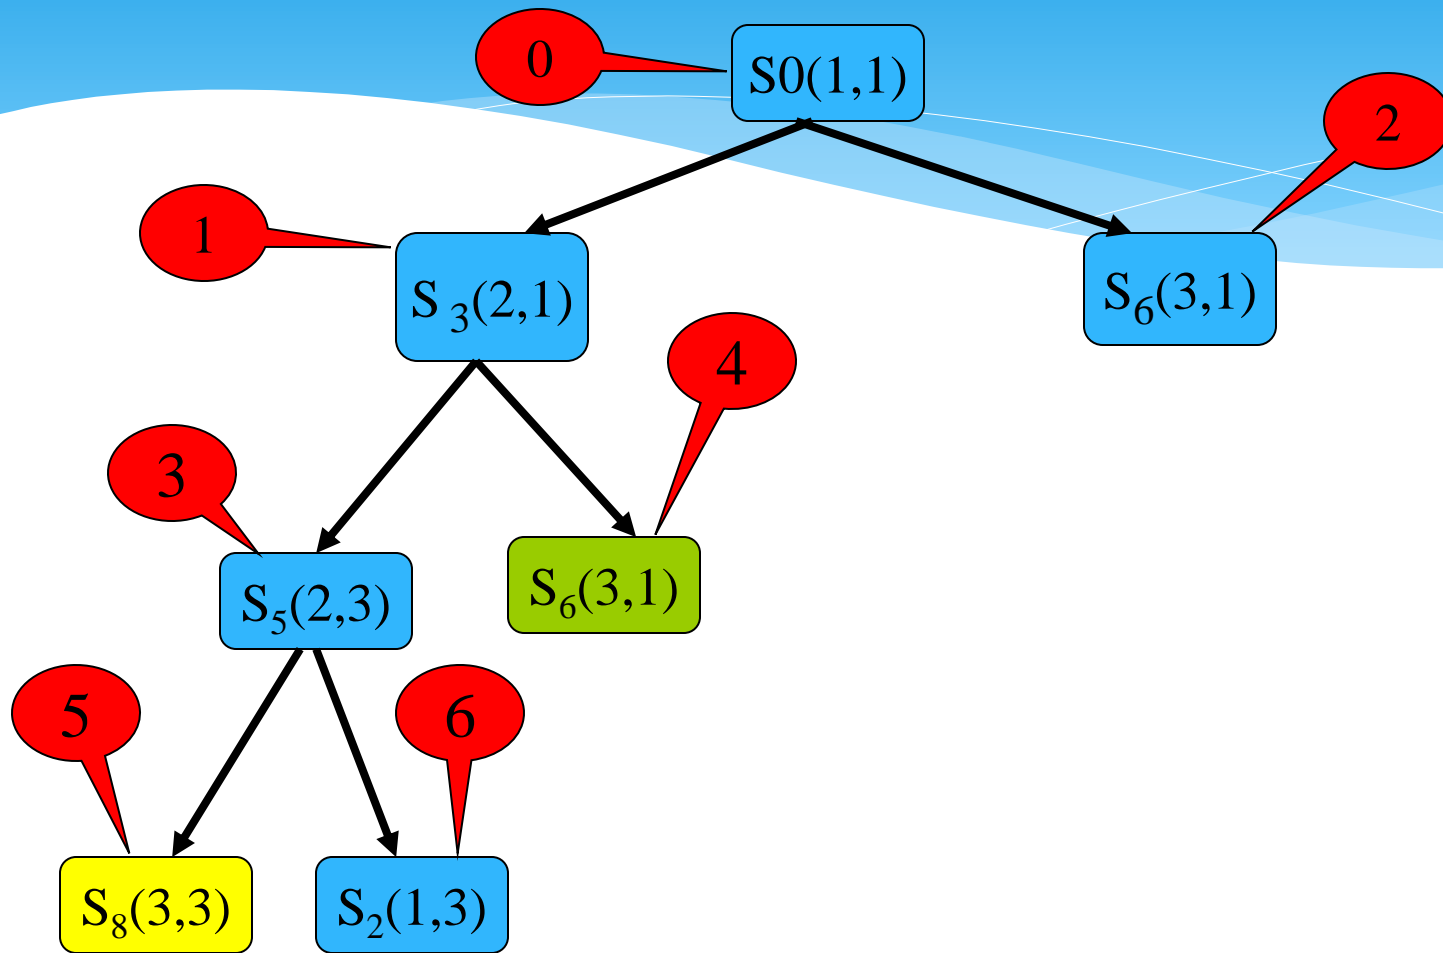 0
S0(1,1)
2
1
S 3(2,1)
S6(3,1)
4
3
S5(2,3)
S6(3,1)
5
6
S8(3,3)
S2(1,3)